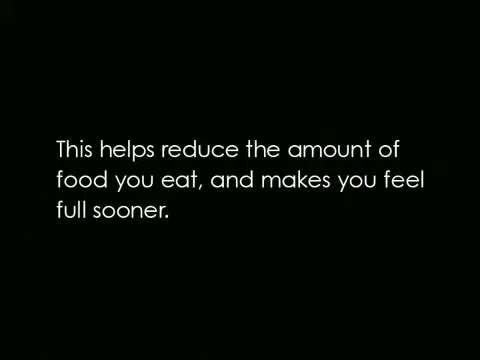 This helps reduce the amount of
food you eat, and makes you feel
full sooner.